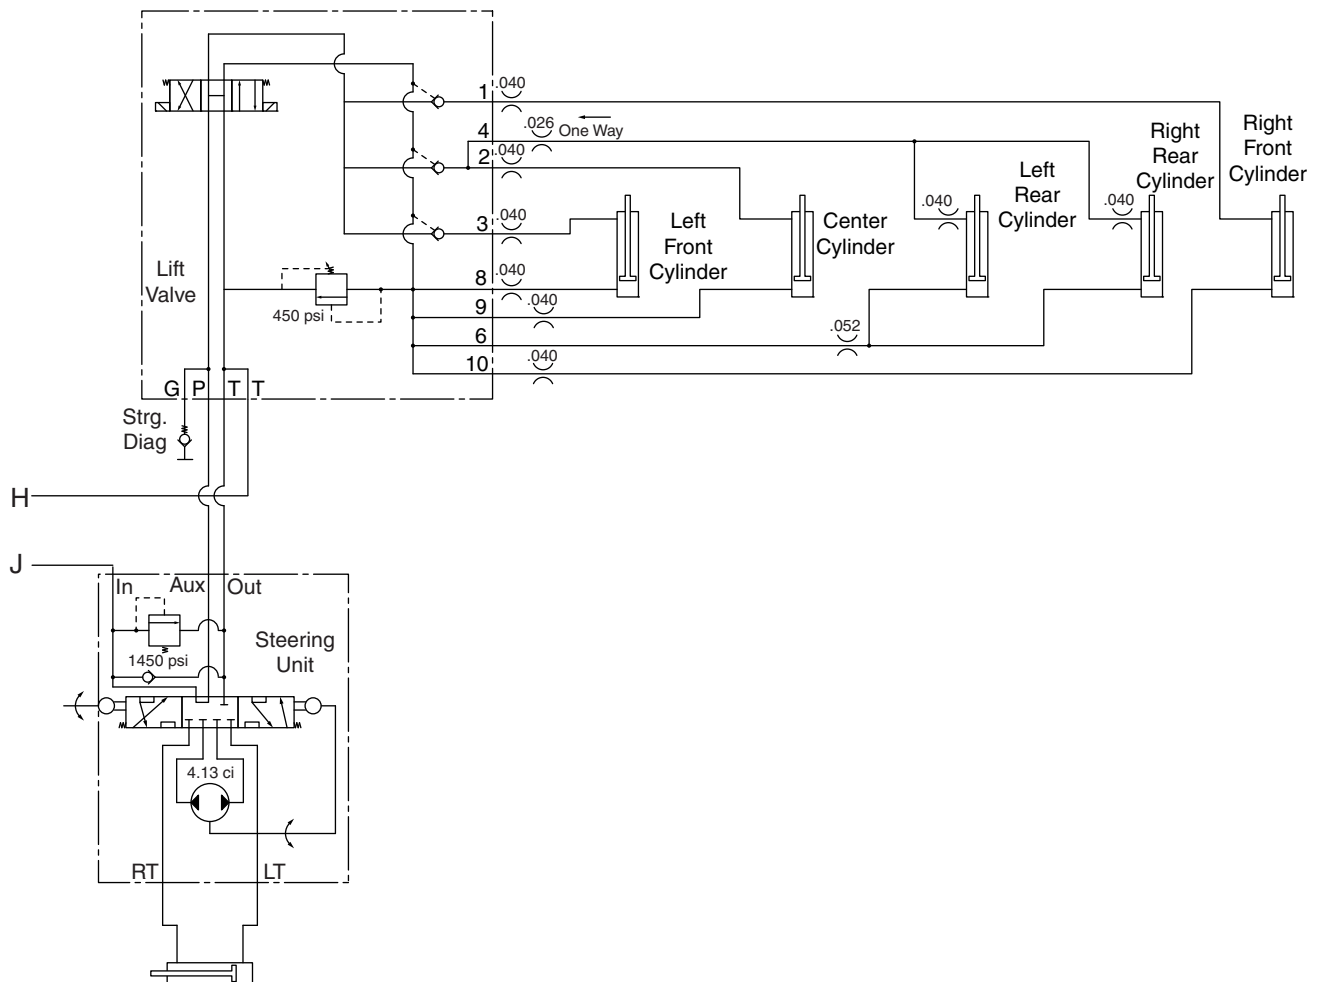 1
.040
4
.026
One Way
2
.040
3
.040
8
.040
9
.040
6
.052
10
.040
.040
.040
Left
Front
Cylinder
Center
Cylinder
Left
Rear
Cylinder
Right
Rear
Cylinder
Right
Front
Cylinder
Lift
Valve
450 psi
G P T T
Strg.
Diag
H
J
In Aux Out
Steering
Unit
1450 psi
4.13 ci
RT LT